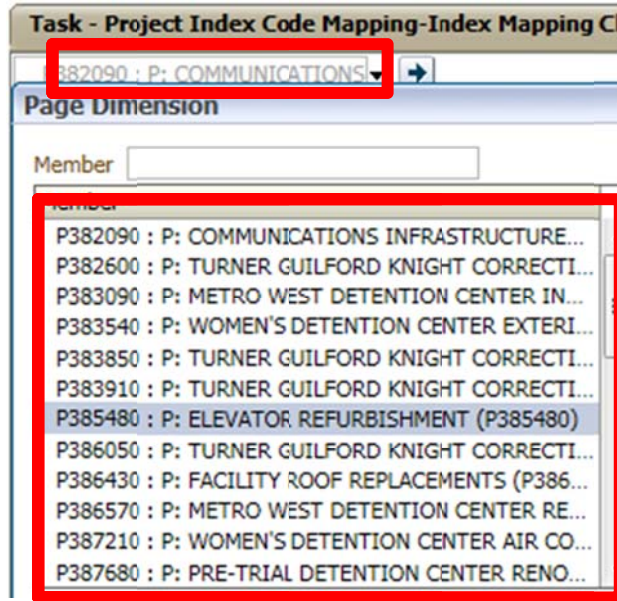 Task - Project Index Code Mapping-Index Mapping
382090 : P: COMMUNICATIONS
Page Dimension
Member
P382090 : P: COMMUNICATIONS INFRASTRUCTURE...
P382600 : P: TURNER GUILFORD KNIGHT CORRECTI...
P383090 : P: METRO WEST DETENTION CENTER IN...
P383540 : P: WOMEN'S DETENTION CENTER EXTERI...
P383850 : P: TURNER GUILFORD KNIGHT CORRECTI...
P383910 : P: TURNER GUILFORD KNIGHT CORRECTI...
P385480 : P: ELEVATOR REFURBISHMENT (P385480)
P386050 : P: TURNER GUILFORD KNIGHT CORRECTI...
P386430 : P: FACILITY ROOF REPLACEMENTS (P386...
P386570 : P: METRO WEST DETENTION CENTER RE...
P387210 : P: WOMEN'S DETENTION CENTER AIR CO...
P387680 : P: PRE-TRIAL DETENTION CENTER RENO...